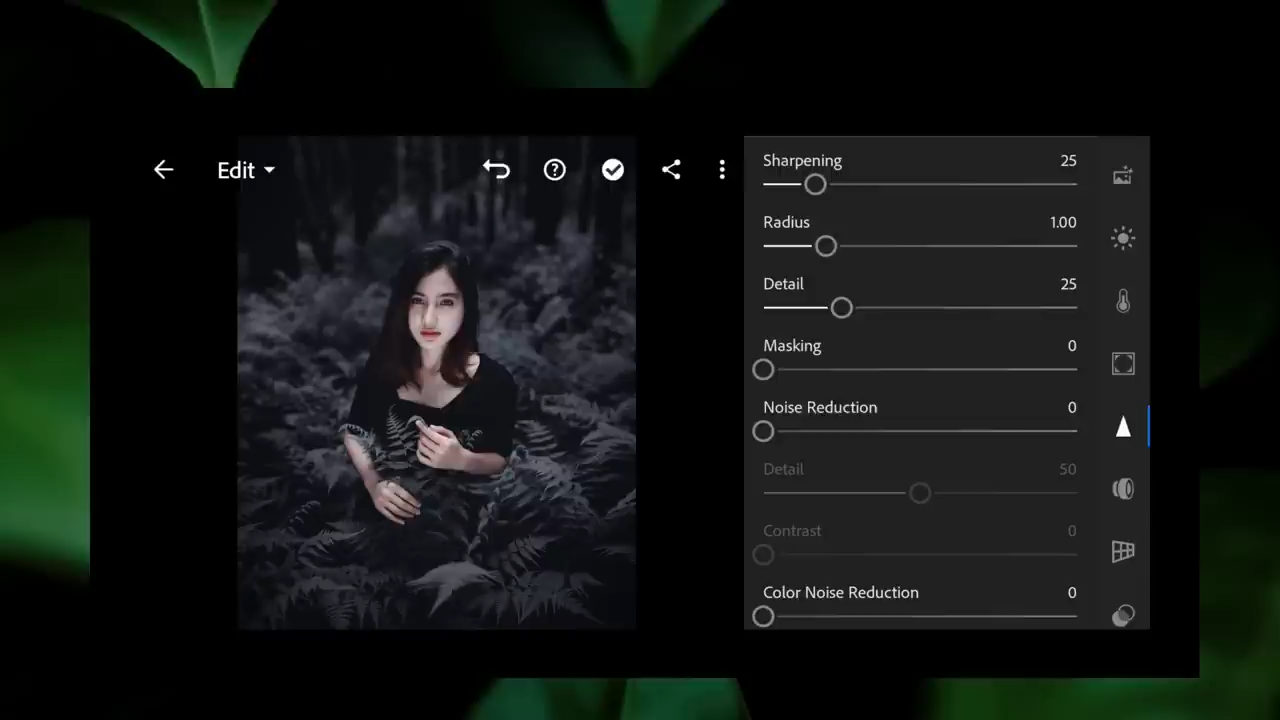 Edit
Sharpening 25
Radius 1.00
Detail 25
Masking 0
Noise Reduction 0
Detail 50
Contrast 0
Color Noise Reduction 0